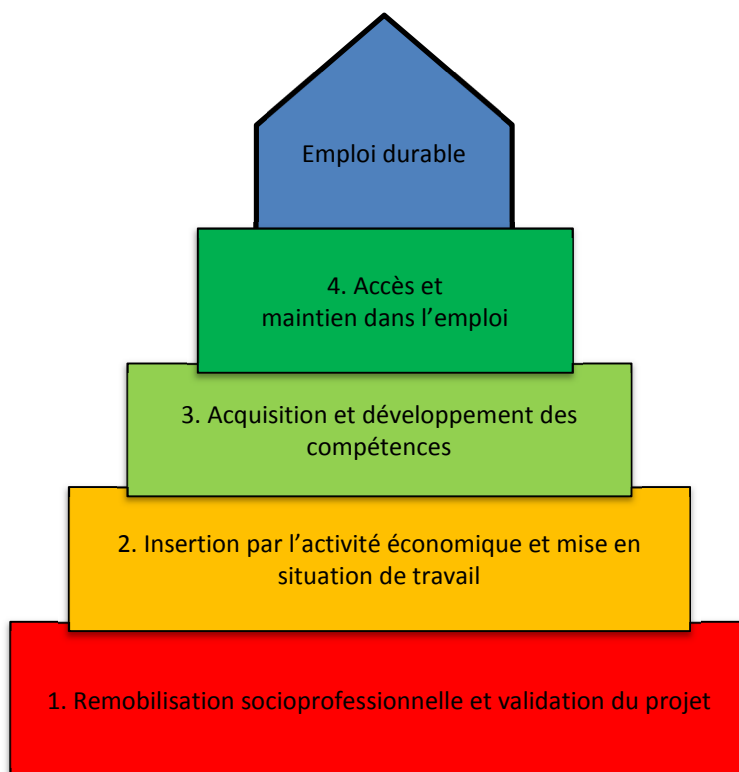 Emploi durable
4. Accès et
maintien dans l’emploi
3. Acquisition et développement des
compétences
2. Insertion par l’activité économique et mise en
situation de travail
1. Remobilisation socioprofessionnelle et validation du projet